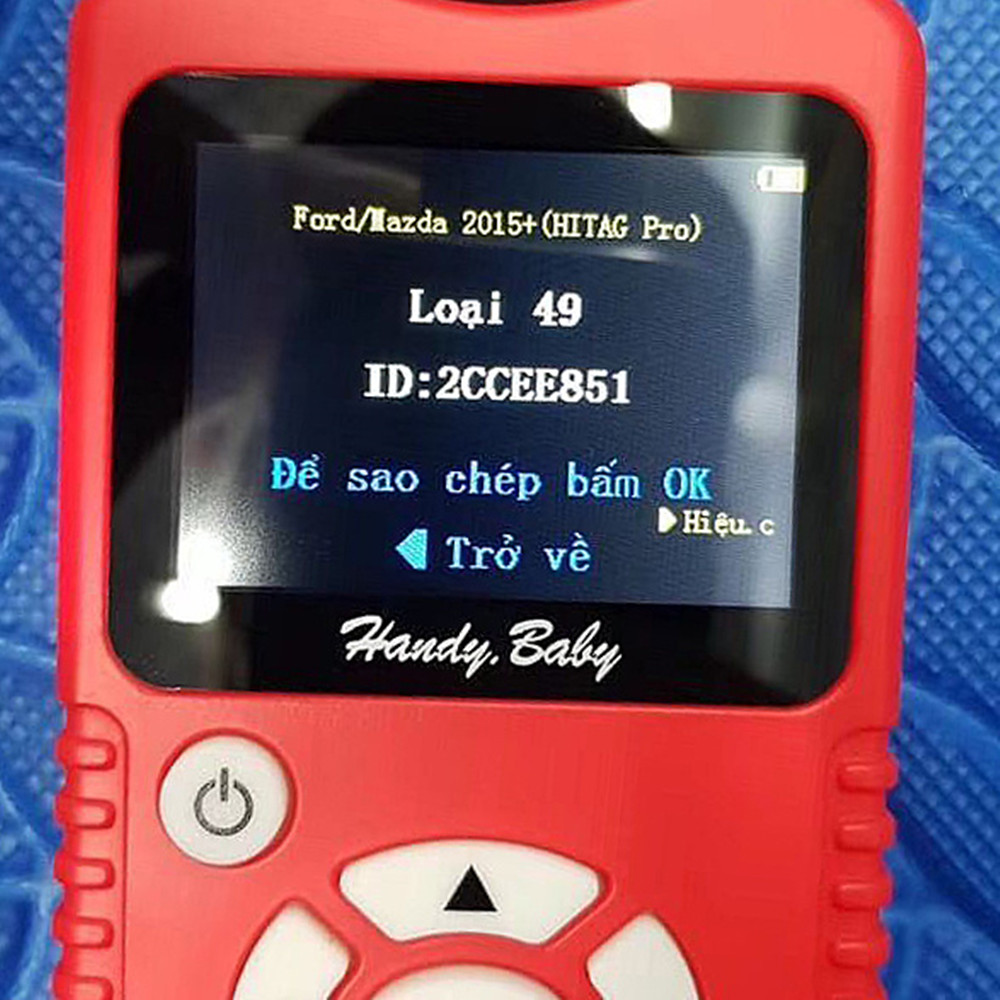 Ford/Mazda 2015+(HITAG Pro)
Loại 49
ID:2CCEE851
Để sao chép bấm OK
Hiệu.c
Trở về
Handy.Baby